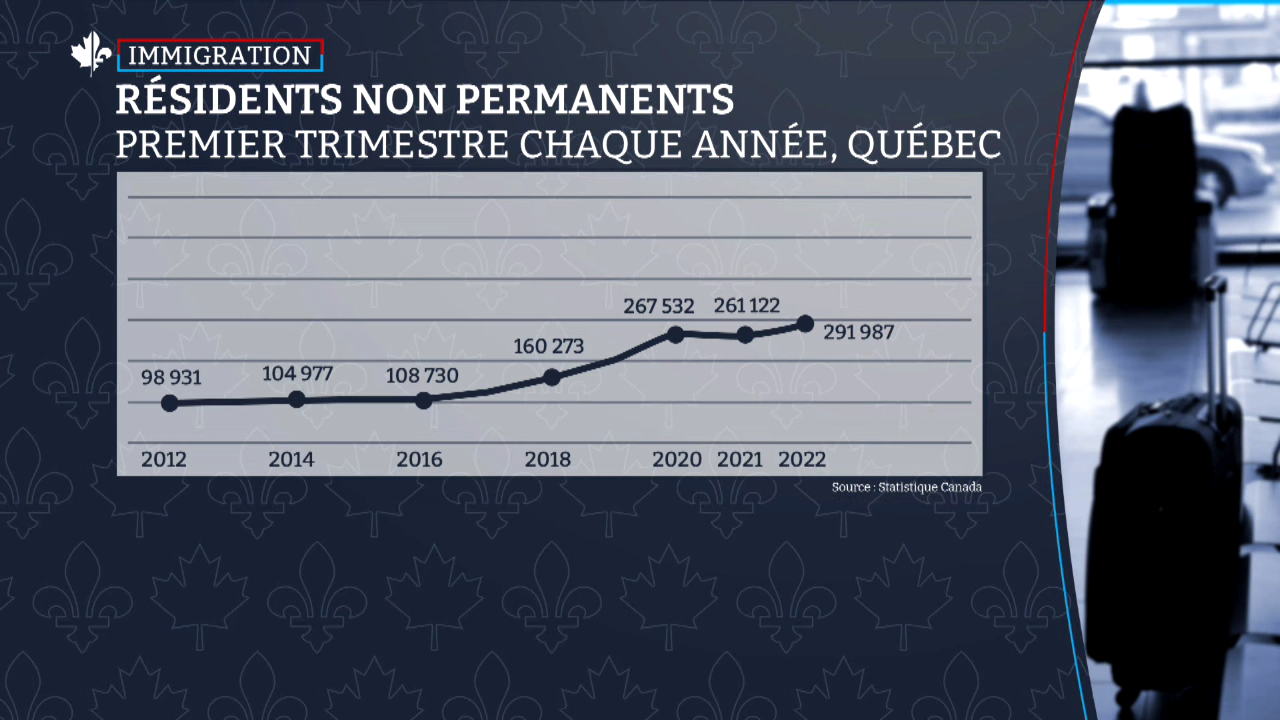 IMMIGRATION
RÉSIDENTS NON PERMANENTS
PREMIER TRIMESTRE CHAQUE ANNÉE, QUÉBEC
98 931
104 977
108 730
160 273
267 532
261 122
291 987
2012 2014 2016 2018 2020 2021 2022
Source : Statistique Canada